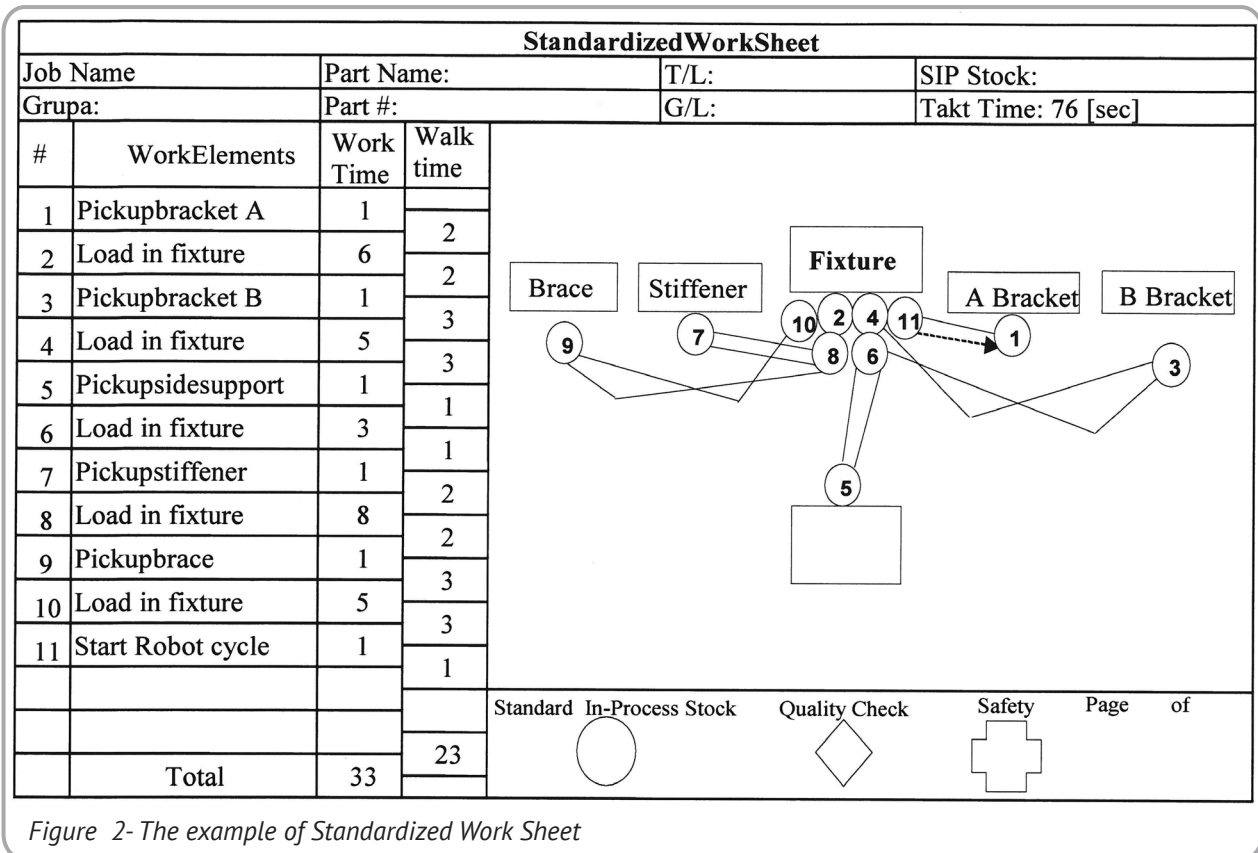 StandardizedWorkSheet
Job Name Part Name: T/L: SIP Stock:
Grupa: Part #: G/L: Takt Time: 76 [sec]
# WorkElements Work Time Walk time
1 Pickupbracket A 1
2
2 Load in fixture 6
2
3 Pickupbracket B 1
3
4 Load in fixture 5
3
5 Pickupsidesupport 1
1
6 Load in fixture 3
1
7 Pickupstiffener 1
2
8 Load in fixture 8
2
9 Pickupbrace 1
3
10 Load in fixture 5
3
11 Start Robot cycle 1
1
23
Total 33
Fixture
Brace Stiffener A Bracket B Bracket
10 2 4 11
9 7 8 6 1 3
5
Standard In-Process Stock Quality Check Safety Page of
Figure 2- The example of Standardized Work Sheet